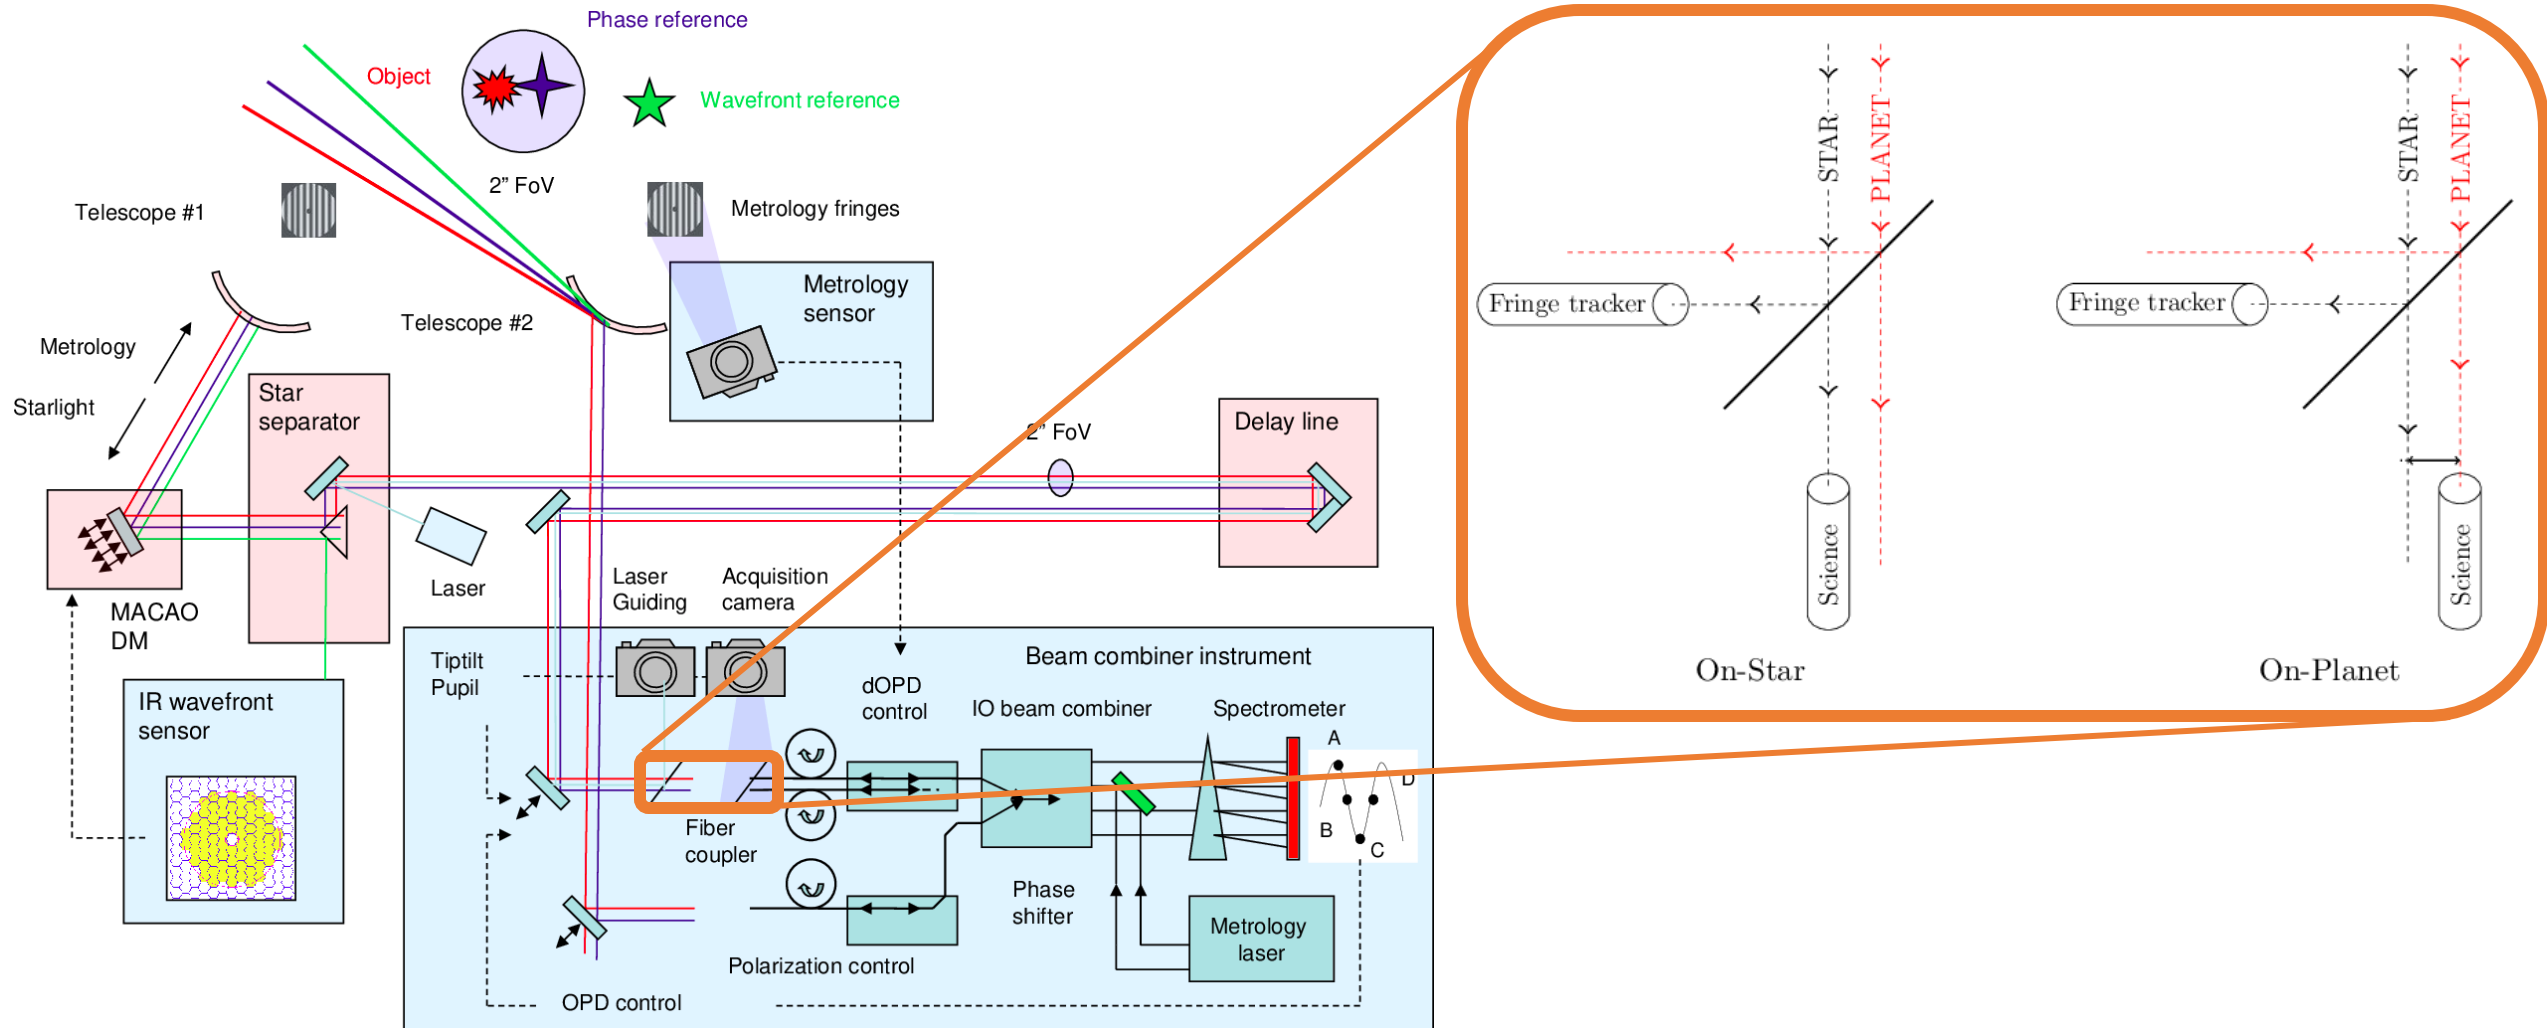 Phase reference
Object
Wavefront reference
2” FoV
Telescope #1
Metrology fringes
Metrology
sensor
Telescope #2
Metrology
Starlight
Star
separator
2” FoV
Delay line
Laser
MACAO
DM
Laser
Guiding
Acquisition
camera
Tiptilt
Pupil
dOPD
control
Beam combiner instrument
IO beam combiner
Spectrometer
IR wavefront
sensor
A
D
B
C
Fiber
coupler
Phase
shifter
Metrology
laser
Polarization control
OPD control
STAR
PLANET
Fringe tracker
Science
On-Star
STAR
PLANET
Fringe tracker
Science
On-Planet